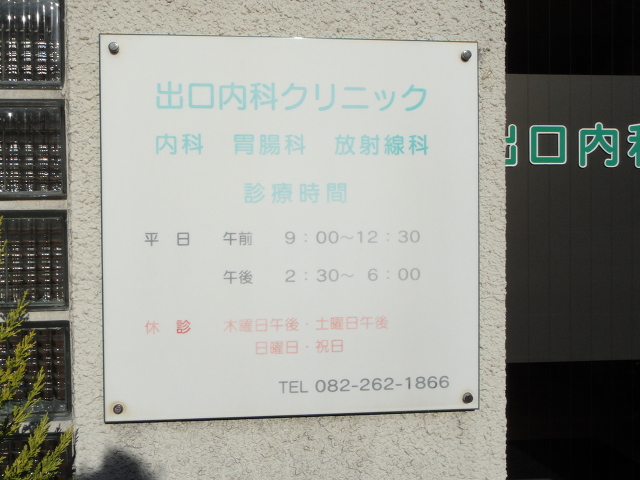 出口内科クリニック
内科 胃腸科 放射線科
診療時間
平日 午前 9：00～12：30
午後 2：30～ 6：00
休診 木曜日午後・土曜日午後
日曜日・祝日
TEL 082-262-1866
出口内科